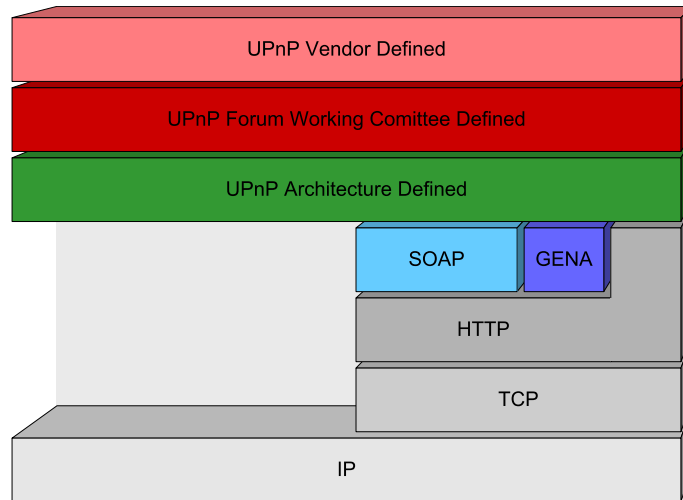 UPnP Vendor Defined
UPnP Forum Working Comittee Defined
UPnP Architecture Defined
SOAP
GENA
HTTP
TCP
IP